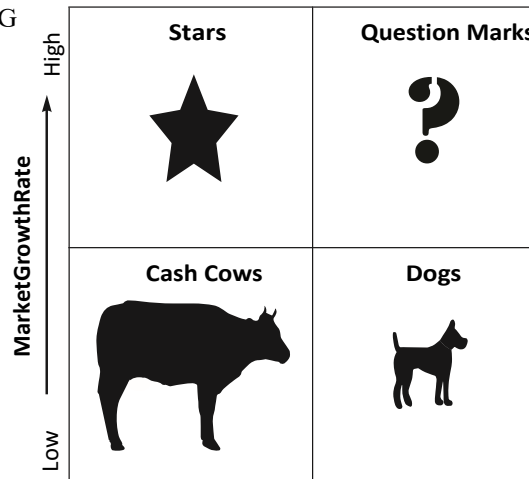 G
High
Stars
Question Marks
MarketGrowthRate
Cash Cows
Dogs
Low